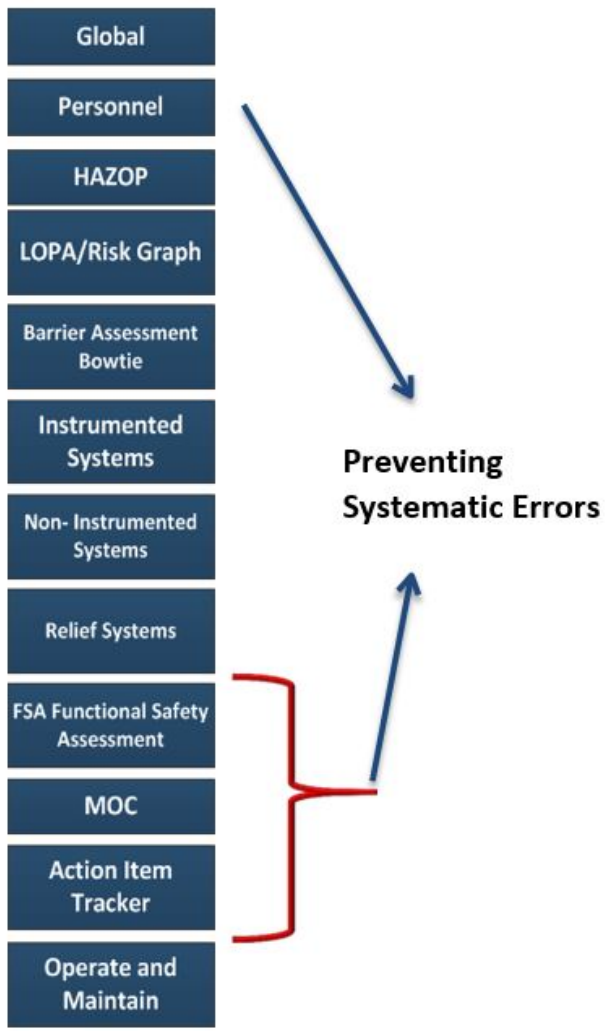 Global
Personnel
HAZOP
LOPA/Risk Graph
Barrier Assessment
Bowtie
Instrumented
Systems
Non- Instrumented
Systems
Relief Systems
FSA Functional Safety
Assessment
MOC
Action Item
Tracker
Operate and
Maintain
Preventing
Systematic Errors